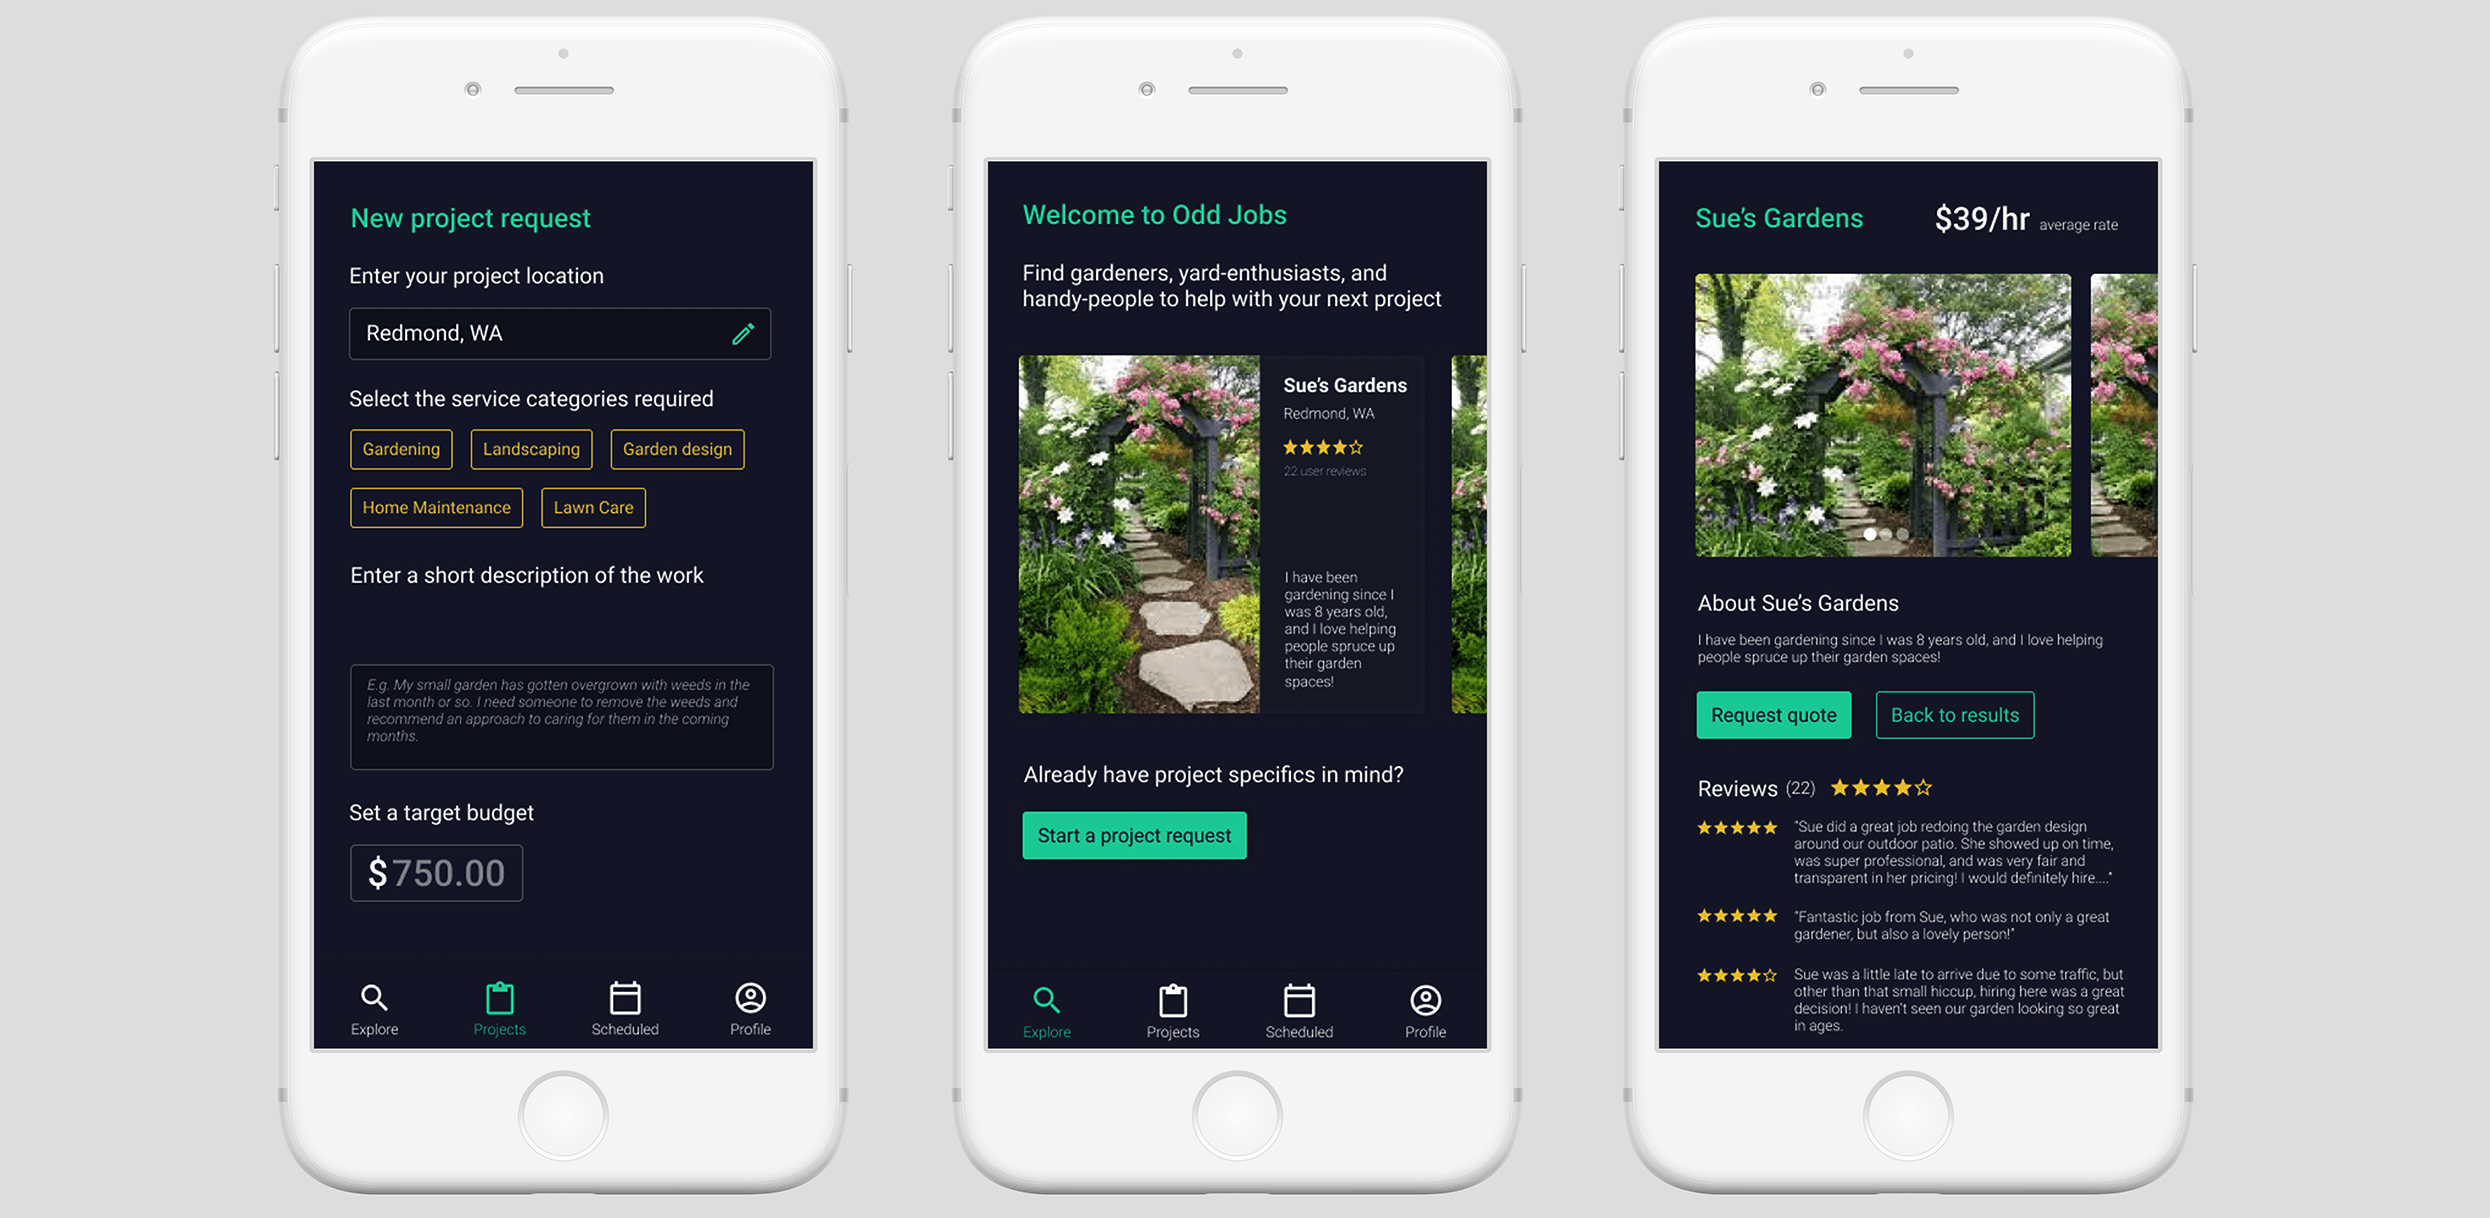 New project request
Enter your project location
Redmond, WA
Select the service categories required
Gardening
Landscaping
Garden design
Home Maintenance
Lawn Care
Enter a short description of the work
E.g. My small garden has gotten overgrown with weeds in the
last month or so. I need someone to remove the weeds and
recommend an approach to caring for them in the coming
months.
Set a target budget
$750.00
Explore
Projects
Scheduled
Profile
Welcome to Odd Jobs
Find gardeners, yard-enthusiasts, and
handy-people to help with your next project
Sue's Gardens
Redmond, WA
22 user reviews
I have been
gardening since I
was 8 years old,
and I love helping
people spruce up
their garden
spaces!
Already have project specifics in mind?
Start a project request
Explore
Projects
Scheduled
Profile
Sue's Gardens
$39/hr average rate
About Sue's Gardens
I have been gardening since I was 8 years old, and I love helping
people spruce up their garden spaces!
Request quote
Back to results
Reviews (22)
"Sue did a great job redoing the garden design
around our outdoor patio. She showed up on time,
was super professional, and was very fair and
transparent in her pricing! I would definitely hire...."
"Fantastic job from Sue, who was not only a great
gardener, but also a lovely person!"
Sue was a little late to arrive due to some traffic, but
other than that small hiccup, hiring here was a great
decision! I haven't seen our garden looking so great
in ages.